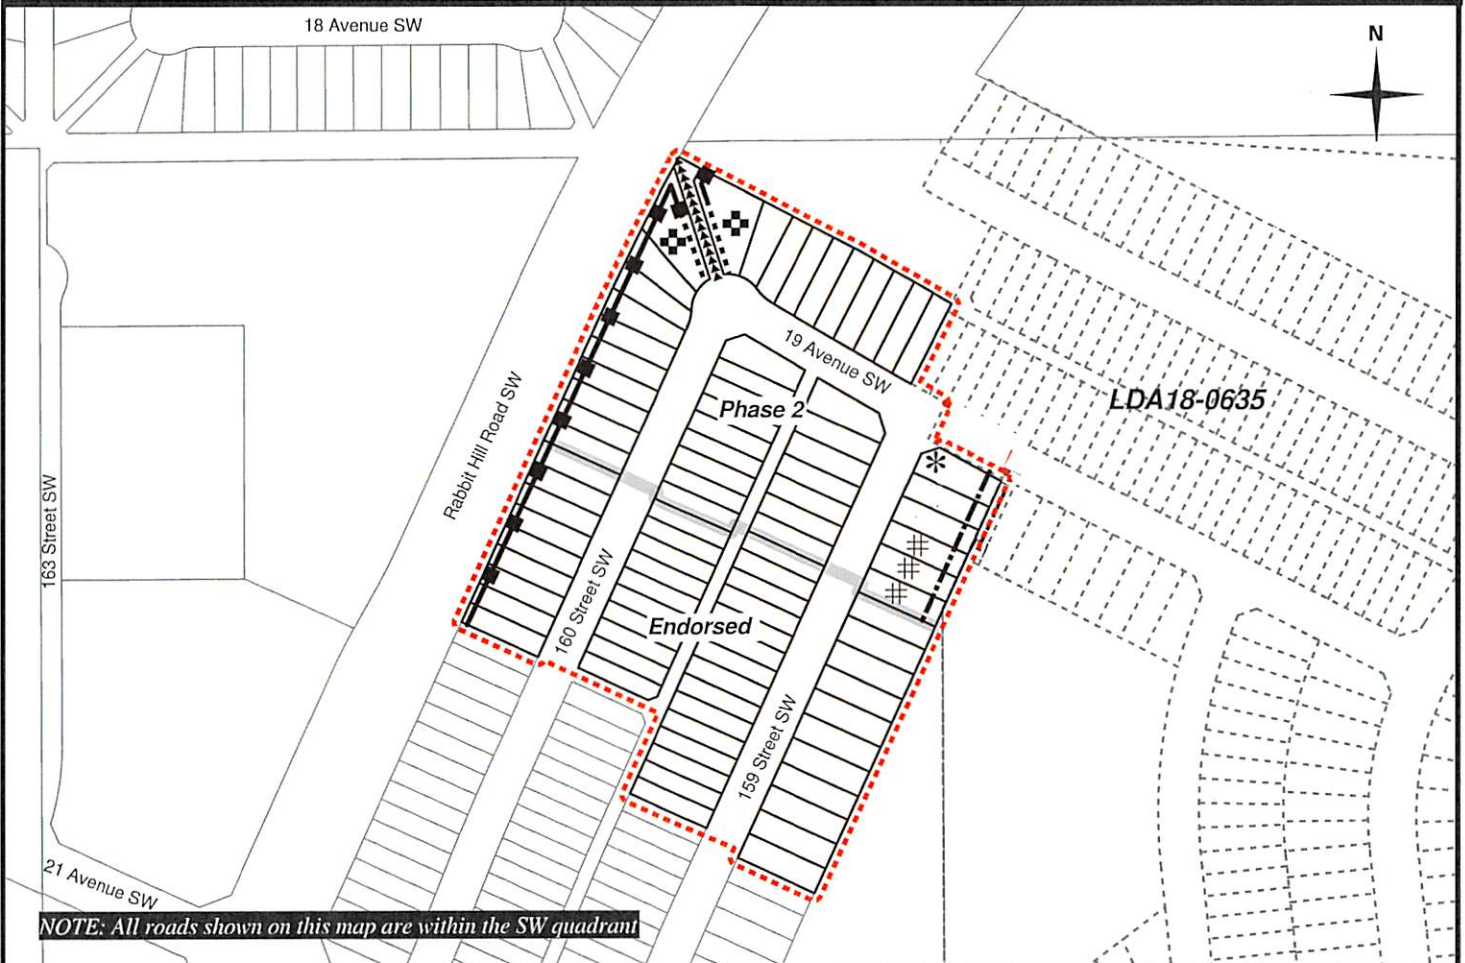 18 Avenue SW
N
19 Avenue SW
LDA18-0635
Phase 2
Rabbit Hill Road SW
163 Street SW
160 Street SW
Endorsed
159 Street SW
21 Avenue SW
NOTE: All roads shown on this map are within the SW quadrant